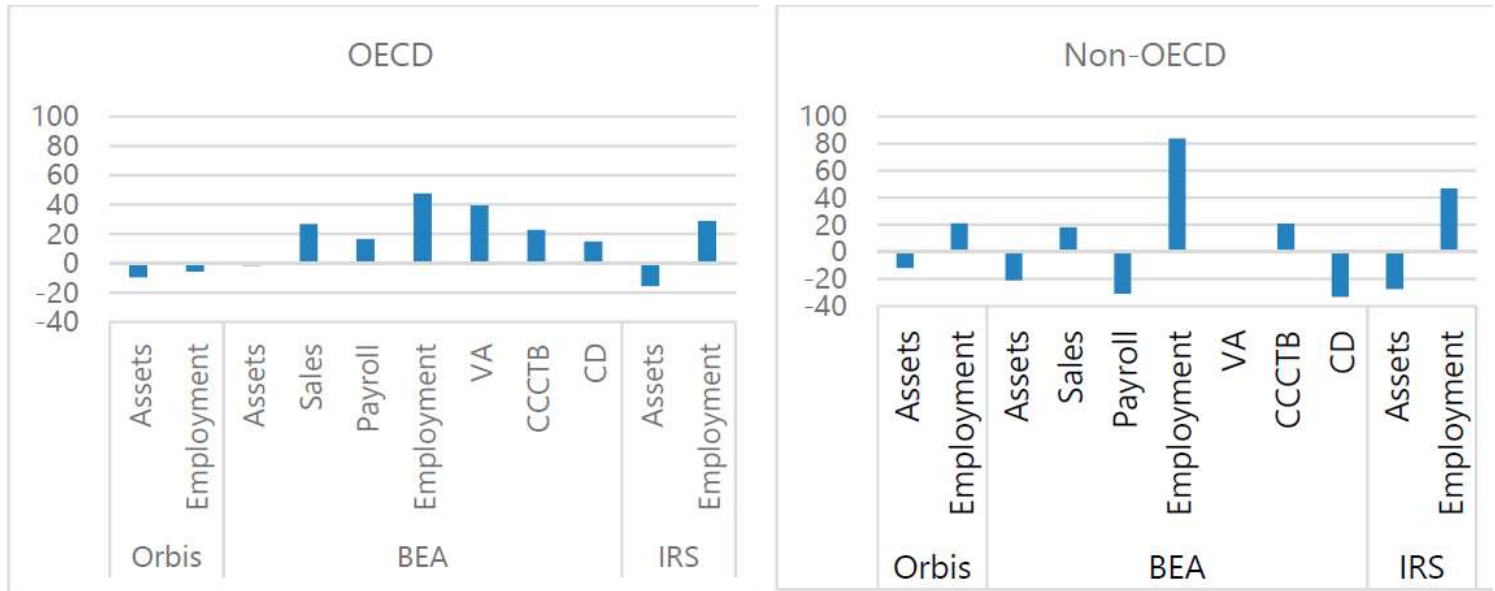 OECD
100
80
60
40
20
0
-20
-40
Assets
Employment
Assets
Sales
Payroll
Employment
VA
CCCTB
CD
Assets
Employment
Orbis
BEA
IRS
Non-OECD
100
80
60
40
20
0
-20
-40
Assets
Employment
Assets
Sales
Payroll
Employment
VA
CCCTB
CD
Assets
Employment
Orbis
BEA
IRS